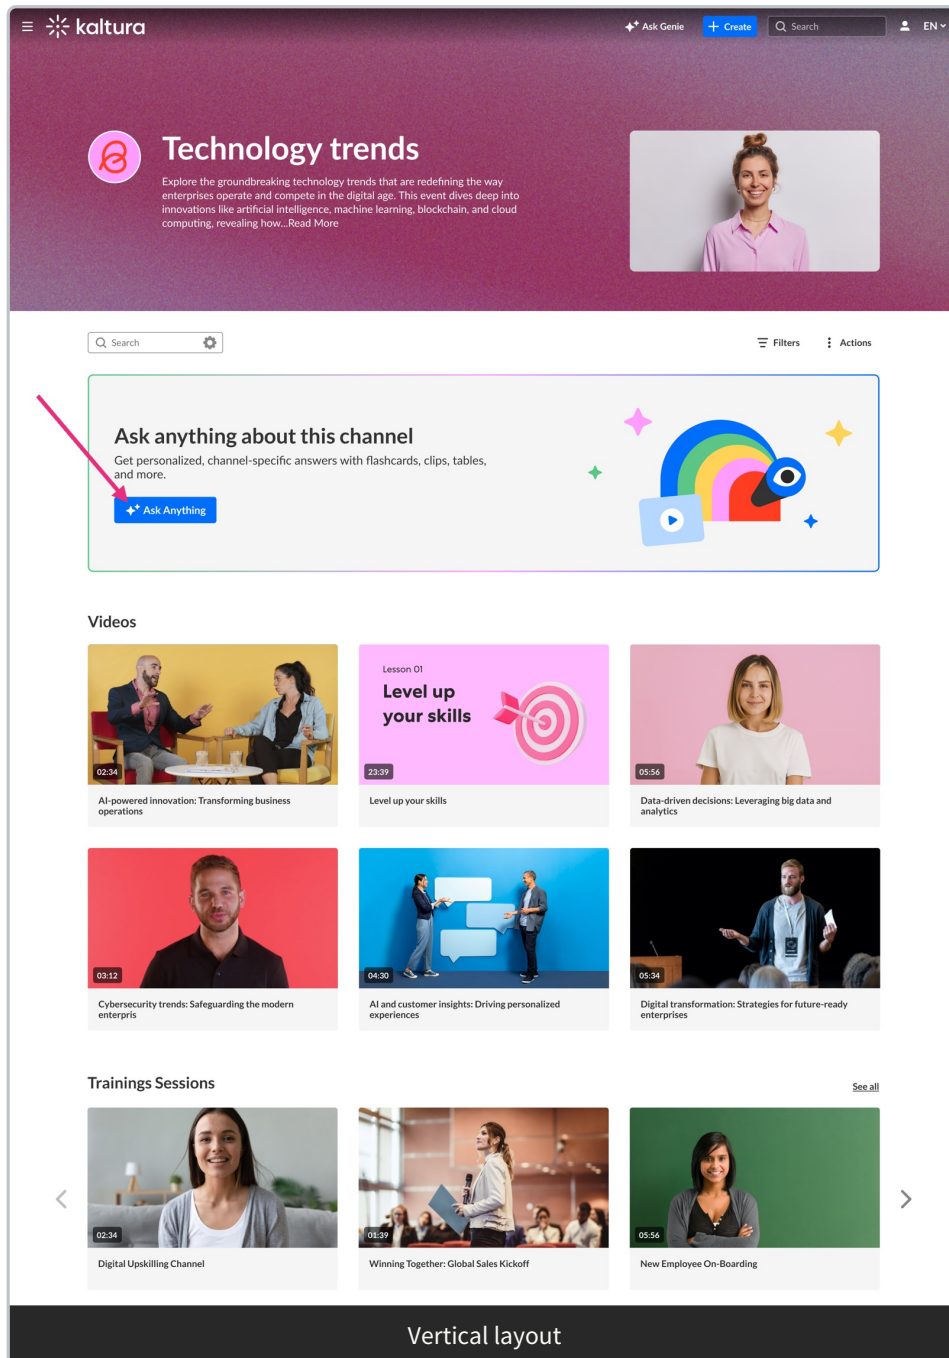 kaltura
Ask Genie
+ Create
Search
EN
Technology trends
Explore the groundbreaking technology trends that are redefining the way
enterprises operate and compete in the digital age. This event dives deep into
innovations like artificial intelligence, machine learning, blockchain, and cloud
computing, revealing how...Read More
Search
Filters
Actions
Ask anything about this channel
Get personalized, channel-specific answers with flashcards, clips, tables,
and more.
Ask Anything
Videos
02:34
AI-powered innovation: Transforming business
operations
Lesson 01
Level up
your skills
23:39
Level up your skills
05:56
Data-driven decisions: Leveraging big data and
analytics
03:12
Cybersecurity trends: Safeguarding the modern
enterpris
04:30
AI and customer insights: Driving personalized
experiences
05:34
Digital transformation: Strategies for future-ready
enterprises
Trainings Sessions
See all
02:34
Digital Upskilling Channel
01:39
Winning Together: Global Sales Kickoff
05:56
New Employee On-Boarding
Vertical layout